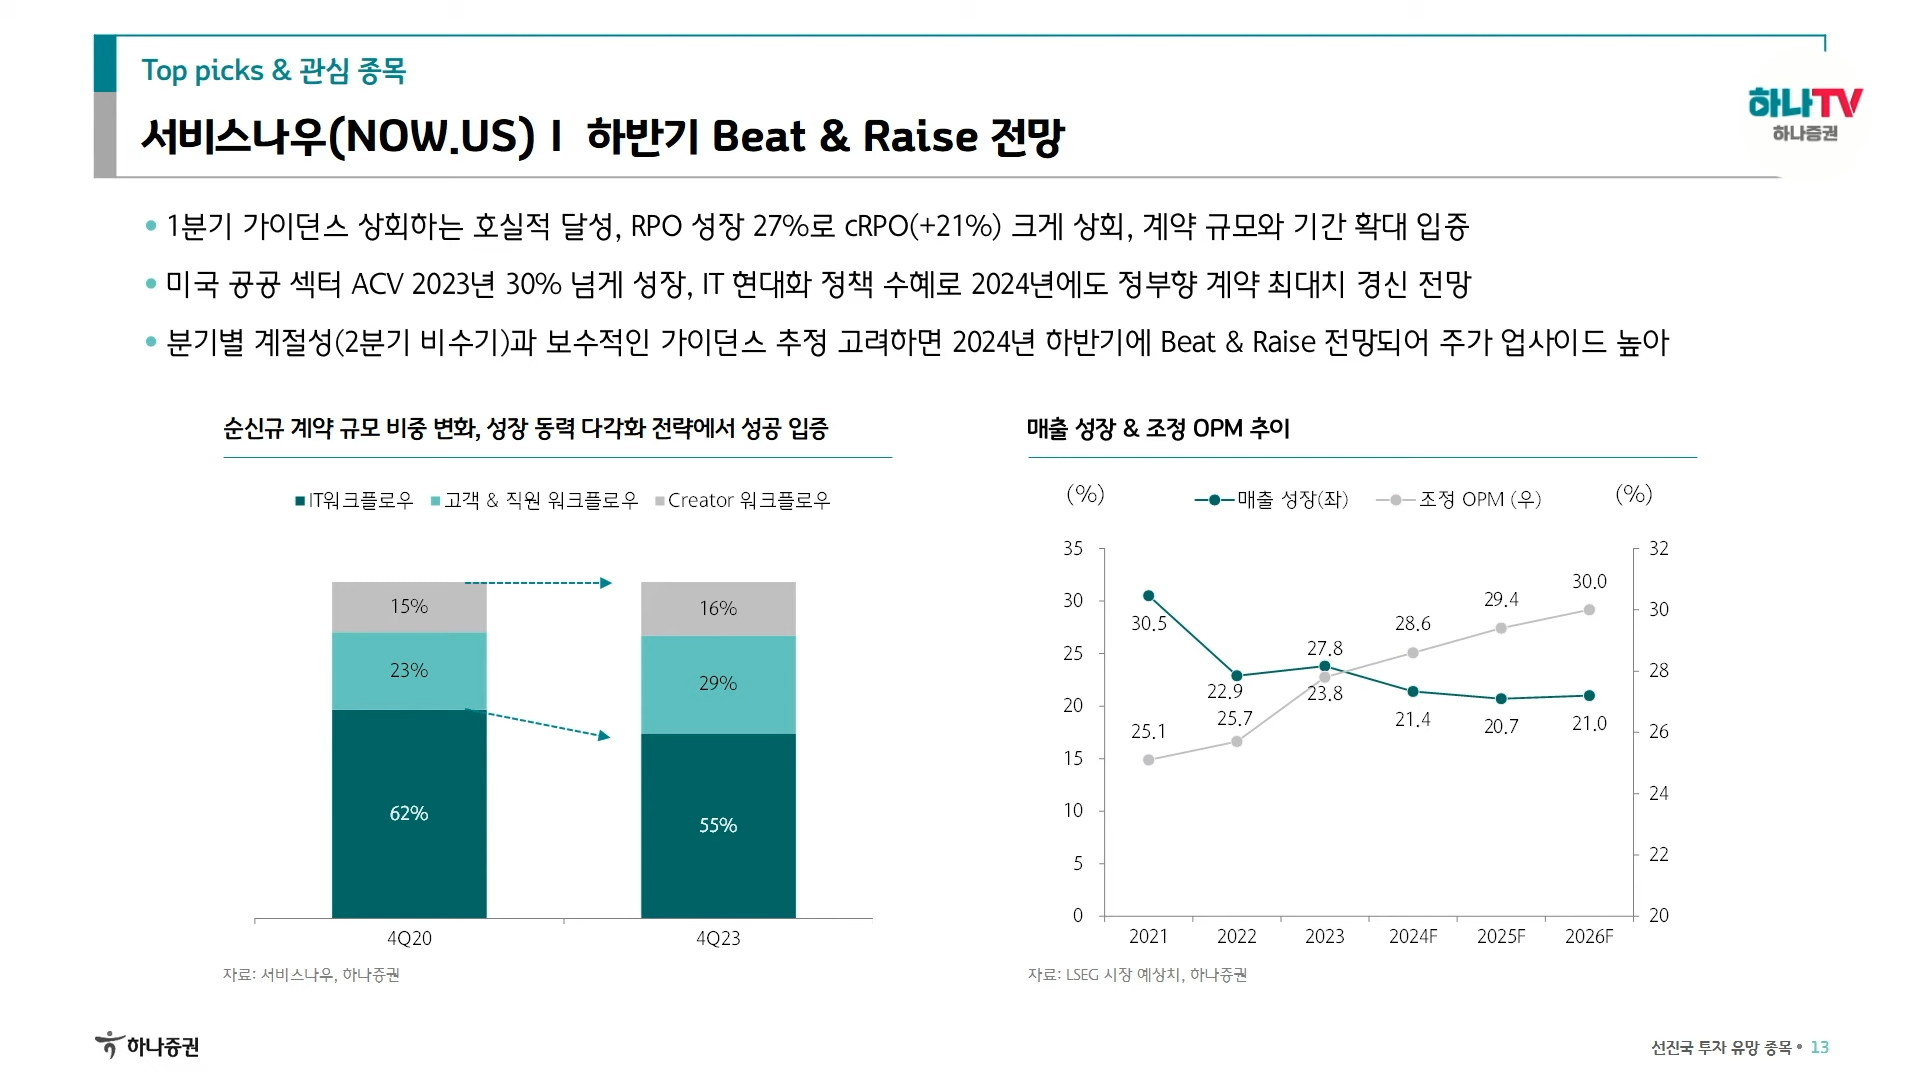 Top picks & 관심 종목
서비스나우(NOW.US) I 하반기 Beat & Raise 전망
하나TV
하나증권
• 1분기 가이던스 상회하는 호실적 달성, RPO 성장 27%로 cRPO(+21%) 크게 상회, 계약 규모와 기간 확대 입증
• 미국 공공 섹터 ACV 2023년 30% 넘게 성장, IT 현대화 정책 수혜로 2024년에도 정부향 계약 최대치 경신 전망
• 분기별 계절성(2분기 비수기)과 보수적인 가이던스 추정 고려하면 2024년 하반기에 Beat & Raise 전망되어 주가 업사이드 높아
순신규 계약 규모 비중 변화, 성장 동력 다각화 전략에서 성공 입증
IT워크플로우 고객 & 직원 워크플로우 Creator 워크플로우
15% 16%
23% 29%
62% 55%
4Q20 4Q23
자료: 서비스나우, 하나증권
매출 성장 & 조정 OPM 추이
(%) 매출 성장(좌) 조정 OPM (우) (%)
35 32
30 30
25 28
20 26
15 24
10 22
5
0 20
30.5 22.9 23.8 21.4 20.7 21.0
25.1 25.7 27.8 28.6 29.4 30.0
2021 2022 2023 2024F 2025F 2026F
자료: LSEG 시장 예상치, 하나증권
하나증권
선진국 투자 유망 종목 • 13